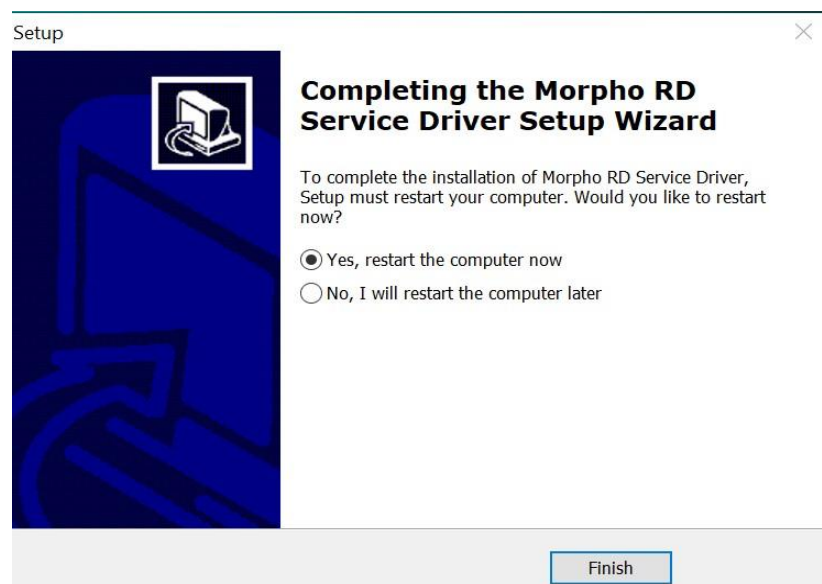 Setup
Completing the Morpho RD
Service Driver Setup Wizard
To complete the installation of Morpho RD Service Driver,
Setup must restart your computer. Would you like to restart
now?
Yes, restart the computer now
No, I will restart the computer later
Finish